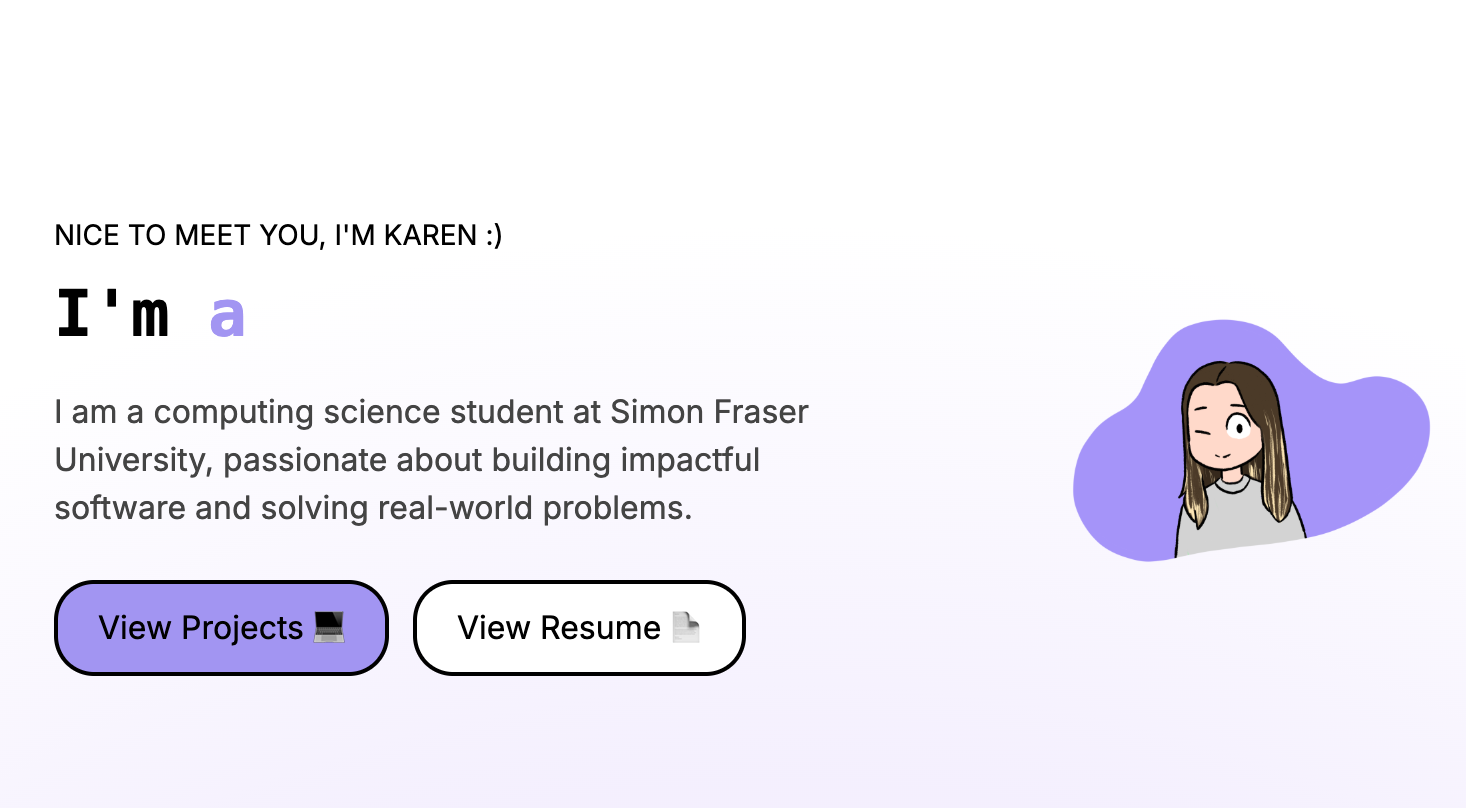 NICE TO MEET YOU, I'M KAREN :)
I'm a
I am a computing science student at Simon Fraser
University, passionate about building impactful
software and solving real-world problems.
View Projects 💻
View Resume 📄